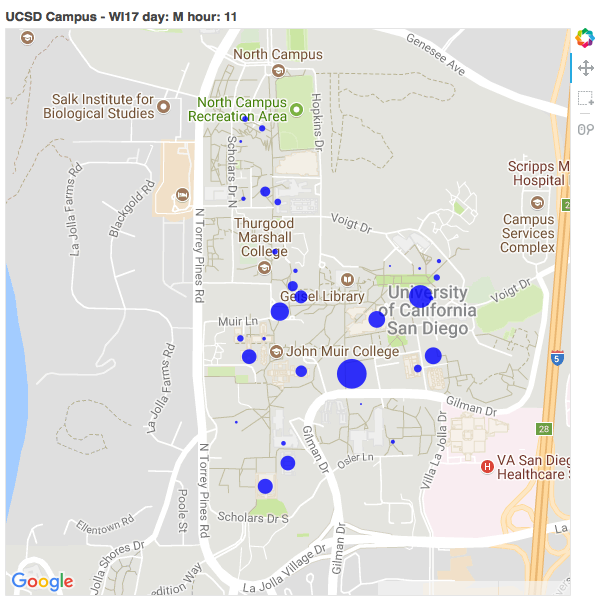 UCSD Campus - WI17 day: M hour: 11
Genesee Ave
North Campus
Salk Institute for
Biological Studies
North Campus
Recreation Area
Hopkins Dr
Scholars Dr N
La Jolla Farms Rd
Blackgold Rd
N Torrey Pines Rd
Scripps M
Hospital
2
Campus
Services
Complex
Voigt Dr
Thurgood
Marshall
College
Geisel Library
University
of California
San Diego
Voigt Dr
Muir Ln
John Muir College
La Jolla Farms Rd
5
Gilman Dr
Gilman Dr
Villa La Jolla Dr
28
Osler Ln
VA San Dieg
Healthcare
N Torrey Pines Rd
Poole St
Ellentown Rd
Scholars Dr S
La Jolla Shores Dr
Gilman Dr
La
La Jolla Village Dr
edition Way
Google